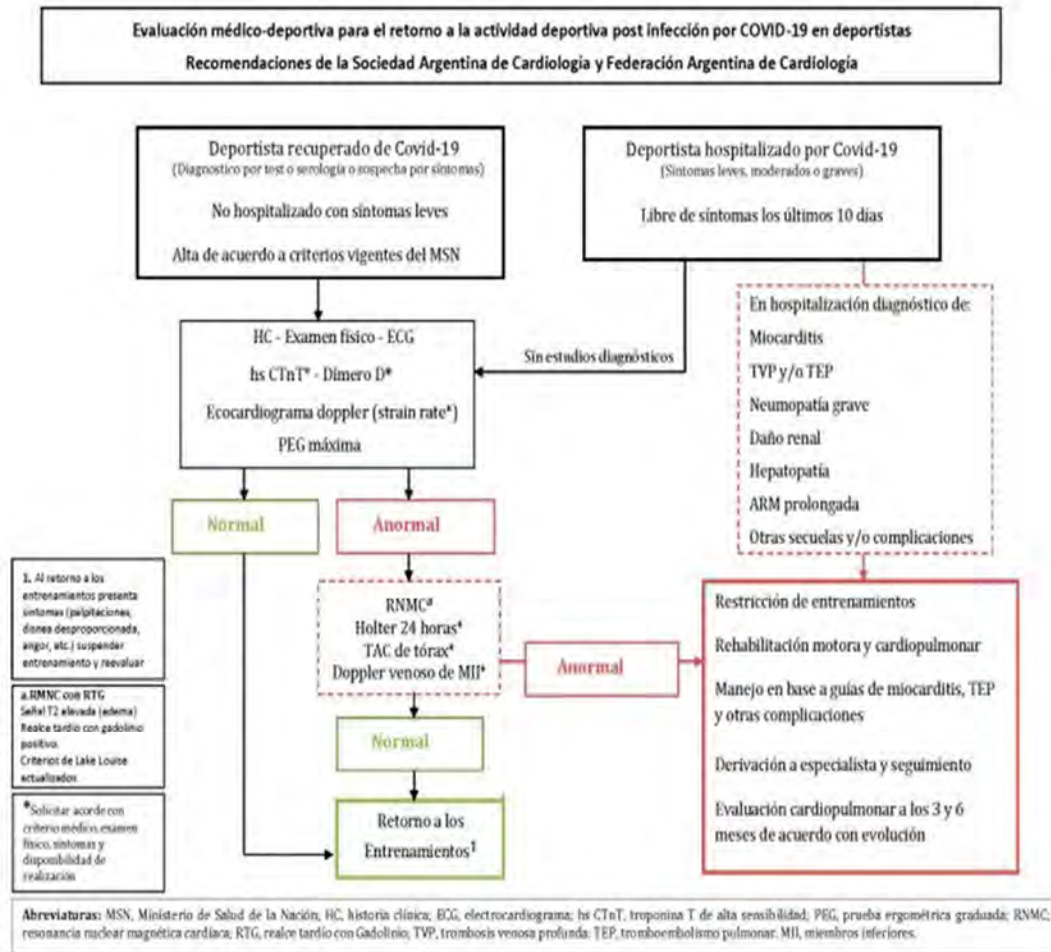 Evaluación médico-deportiva para el retorno a la actividad deportiva post infección por COVID-19 en deportistas
Recomendaciones de la Sociedad Argentina de Cardiologia y Federación Argentina de Cardiología
Deportista recuperado de Covid-19
(Diagnostico por test o serología o sospecha por síntomas)
No hospitalizado con síntomas leves
Alta de acuerdo a criterios vigentes del MSN
Deportista hospitalizado por Covid-19
(Síntomas leves, moderados o graves)
Libre de síntomas los últimos 10 días
HC - Examen físico - ECG
hs CTnT* - Dímero D*
Ecocardiograma doppler (strain rate*)
PEG máxima
Sin estudios diagnósticos
En hospitalización diagnóstico de:
Miocarditis
TVP y/o TEP
Neumopatía grave
Daño renal
Hepatopatía
ARM prolongada
Otras secuelas y/o complicaciones
Normal
Anormal
1. Al retorno a los
entrenamientos presenta
síntomas (palpitaciones,
disnea desproporcionada,
angor, etc.) suspender
entrenamiento y reevaluar
a.RMNC con RTG
Señal T2 elevada (edema)
Realce tardío con gadolinio
positivo.
Criterios de Lake Louise
actualizados
*Solicitar acorde con
criterio médico, examen
físico, síntomas y
disponibilidad de
realización
RNMCª
Holter 24 horas*
TAC de tórax*
Doppler venoso de MII*
Anormal
Normal
Retorno a los
Entrenamientos1
Restricción de entrenamientos
Rehabilitación motora y cardiopulmonar
Manejo en base a guías de miocarditis, TEP
y otras complicaciones
Derivación a especialista y seguimiento
Evaluación cardiopulmonar a los 3 y 6
meses de acuerdo con evolución
Abreviaturas: MSN, Ministerio de Salud de la Nación, HC, historia clínica; ECG, electrocardiograma; hs CTnT, troponina T de alta sensibilidad; PEG, prueba ergométrica graduada; RNMC,
resonancia nuclear magnética cardíaca; RTG, realce tardío con Gadolinio; TVP, trombosis venosa profunda; TEP, tromboembolismo pulmonar. MII, miembros inferiores.